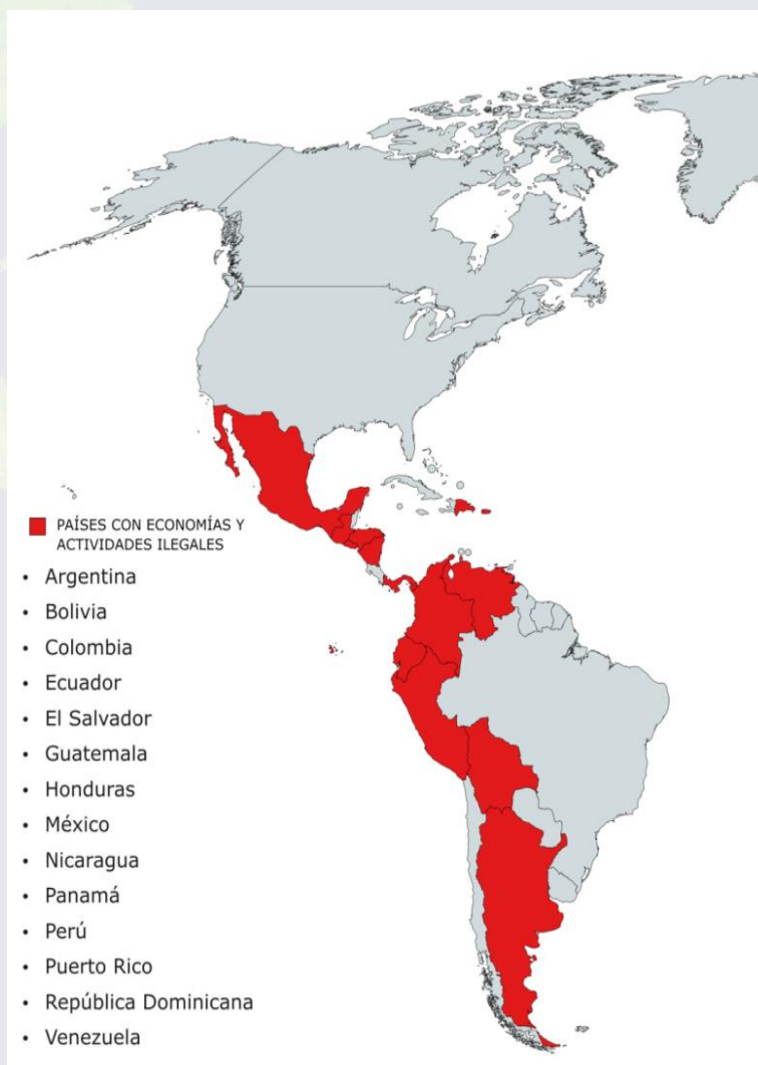 PAÍSES CON ECONOMÍAS Y
ACTIVIDADES ILEGALES
• Argentina
• Bolivia
• Colombia
• Ecuador
• El Salvador
• Guatemala
• Honduras
• México
• Nicaragua
• Panamá
• Perú
• Puerto Rico
• República Dominicana
• Venezuela